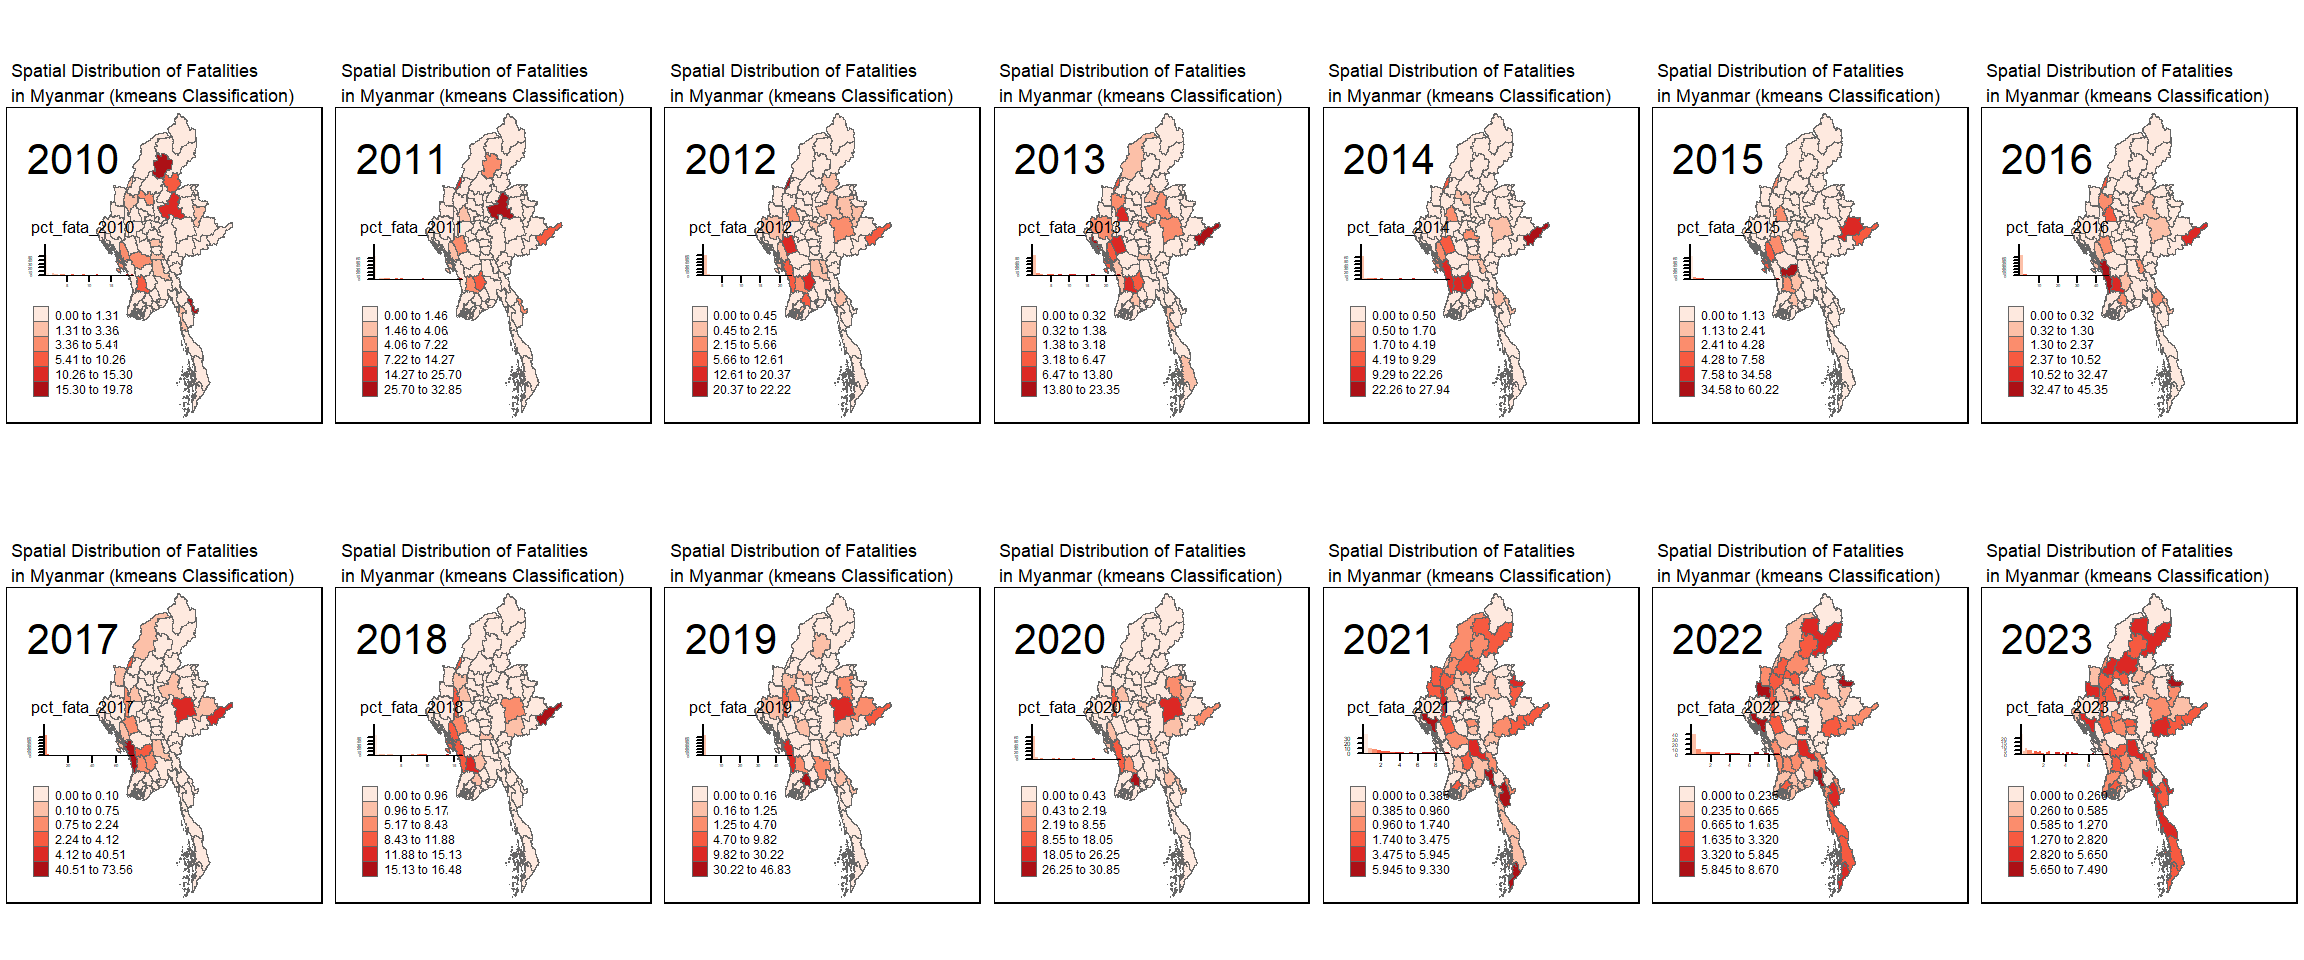 Spatial Distribution of Fatalities
in Myanmar (kmeans Classification)
2010
pct_fata_2010
0.00 to 1.31
1.31 to 3.36
3.36 to 5.41
5.41 to 10.26
10.26 to 15.30
15.30 to 19.78
Spatial Distribution of Fatalities
in Myanmar (kmeans Classification)
2011
pct_fata_2011
0.00 to 1.46
1.46 to 4.06
4.06 to 7.22
7.22 to 14.27
14.27 to 25.70
25.70 to 32.85
Spatial Distribution of Fatalities
in Myanmar (kmeans Classification)
2012
pct_fata_2012
0.00 to 0.45
0.45 to 2.15
2.15 to 5.66
5.66 to 12.61
12.61 to 20.37
20.37 to 22.22
Spatial Distribution of Fatalities
in Myanmar (kmeans Classification)
2013
pct_fata_2013
0.00 to 0.32
0.32 to 1.38
1.38 to 3.18
3.18 to 6.47
6.47 to 13.80
13.80 to 23.35
Spatial Distribution of Fatalities
in Myanmar (kmeans Classification)
2014
pct_fata_2014
0.00 to 0.50
0.50 to 1.70
1.70 to 4.19
4.19 to 9.29
9.29 to 22.26
22.26 to 27.94
Spatial Distribution of Fatalities
in Myanmar (kmeans Classification)
2015
pct_fata_2015
0.00 to 1.13
1.13 to 2.41
2.41 to 4.28
4.28 to 7.58
7.58 to 34.58
34.58 to 60.22
Spatial Distribution of Fatalities
in Myanmar (kmeans Classification)
2016
pct_fata_2016
0.00 to 0.32
0.32 to 1.30
1.30 to 2.37
2.37 to 10.52
10.52 to 32.47
32.47 to 45.35
Spatial Distribution of Fatalities
in Myanmar (kmeans Classification)
2017
pct_fata_2017
0.00 to 0.10
0.10 to 0.75
0.75 to 2.24
2.24 to 4.12
4.12 to 40.51
40.51 to 73.56
Spatial Distribution of Fatalities
in Myanmar (kmeans Classification)
2018
pct_fata_2018
0.00 to 0.96
0.96 to 5.17
5.17 to 8.43
8.43 to 11.88
11.88 to 15.13
15.13 to 16.48
Spatial Distribution of Fatalities
in Myanmar (kmeans Classification)
2019
pct_fata_2019
0.00 to 0.16
0.16 to 1.25
1.25 to 4.70
4.70 to 9.82
9.82 to 30.22
30.22 to 46.83
Spatial Distribution of Fatalities
in Myanmar (kmeans Classification)
2020
pct_fata_2020
0.00 to 0.43
0.43 to 2.19
2.19 to 8.55
8.55 to 18.05
18.05 to 26.25
26.25 to 30.85
Spatial Distribution of Fatalities
in Myanmar (kmeans Classification)
2021
pct_fata_2021
2 4 6 8
0.000 to 0.385
0.385 to 0.960
0.960 to 1.740
1.740 to 3.475
3.475 to 5.945
5.945 to 9.330
Spatial Distribution of Fatalities
in Myanmar (kmeans Classification)
2022
pct_fata_2022
2 4 6 8
0.000 to 0.235
0.235 to 0.665
0.665 to 1.635
1.635 to 3.320
3.320 to 5.845
5.845 to 8.670
Spatial Distribution of Fatalities
in Myanmar (kmeans Classification)
2023
pct_fata_2023
2 4 6
0.000 to 0.260
0.260 to 0.585
0.585 to 1.270
1.270 to 2.820
2.820 to 5.650
5.650 to 7.490